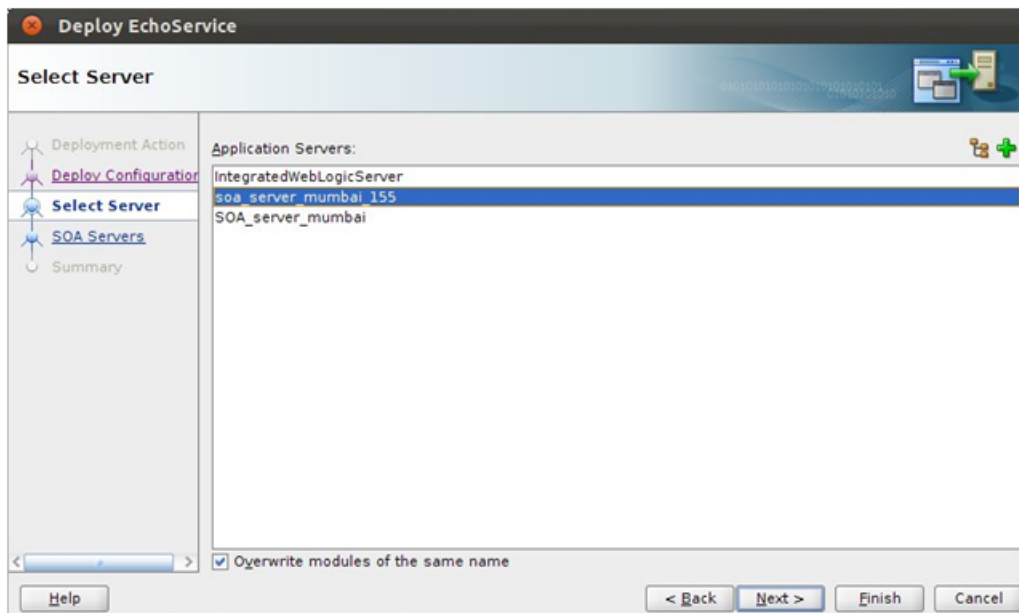 Deploy EchoService
Select Server
Deployment Action
Deploy Configuration
Select Server
SOA Servers
Summary
Application Servers:
IntegratedWebLogicServer
soa_server_mumbai_155
SOA_server_mumbai
Overwrite modules of the same name
Help
< Back
Next >
Finish
Cancel